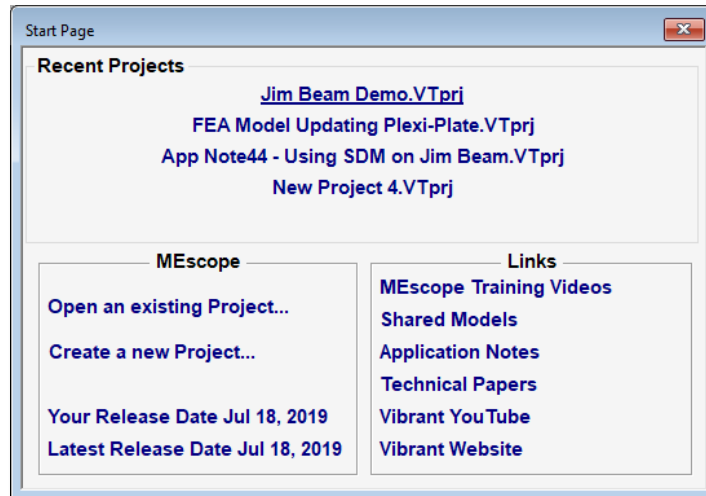 Start Page
Recent Projects
Jim Beam Demo.VTprj
FEA Model Updating Plexi-Plate.VTprj
App Note44 - Using SDM on Jim Beam.VTprj
New Project 4.VTprj
MEscope
Open an existing Project...
Create a new Project...
Your Release Date Jul 18, 2019
Latest Release Date Jul 18, 2019
Links
MEscope Training Videos
Shared Models
Application Notes
Technical Papers
Vibrant YouTube
Vibrant Website